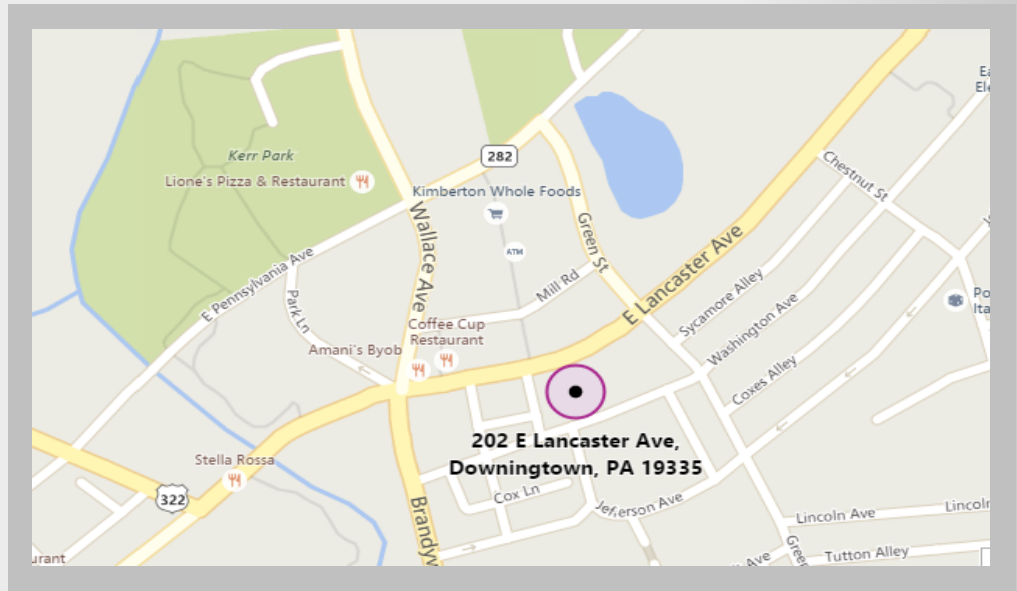 282
Kerr Park
Lione's Pizza & Restaurant
Kimberton Whole Foods
ATM
Wallace Ave
Green St
Chestnut St
E Lancaster Ave
E Pennsylvania Ave
Park Ln
Mill Rd
Sycamore Alley
Washington Ave
Coffee Cup
Restaurant
Amani's Byob
Coxes Alley
202 E Lancaster Ave,
Downingtown, PA 19335
Stella Rossa
322
Cox Ln
Jefferson Ave
Lincoln Ave
Tutton Alley